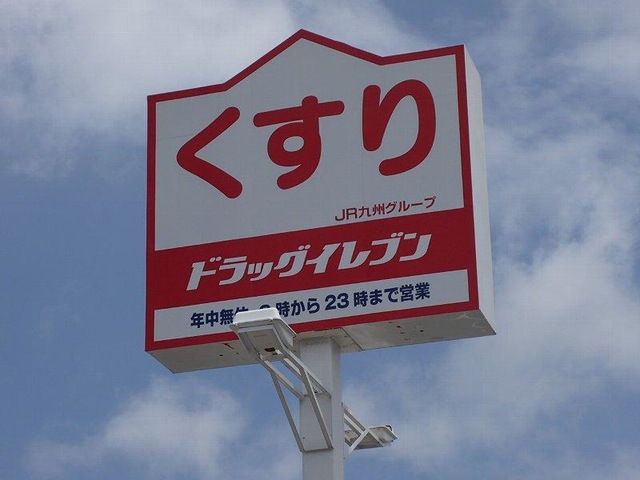 くすり
JR九州グループ
ドラッグイレブン
年中無休 時から23時まで営業